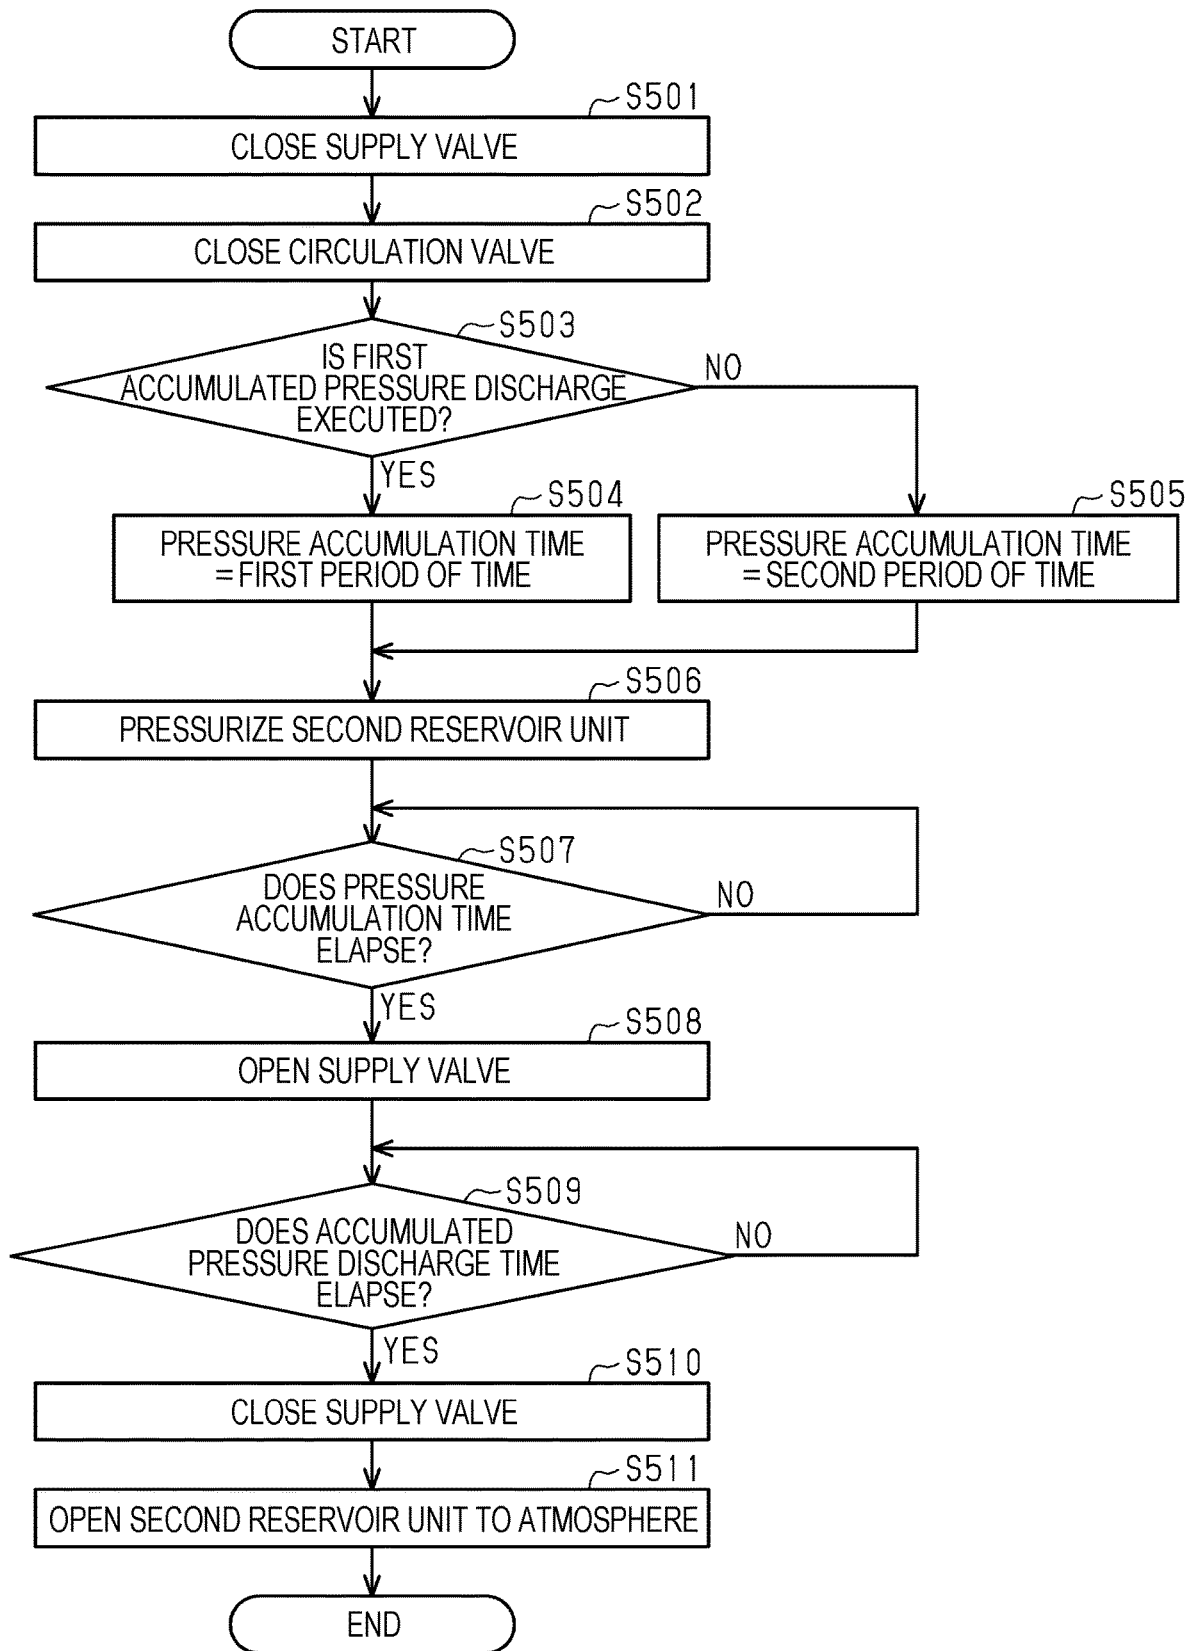 START
S501
CLOSE SUPPLY VALVE
S502
CLOSE CIRCULATION VALVE
S503
IS FIRST
ACCUMULATED PRESSURE DISCHARGE
EXECUTED?
NO
YES
S504
PRESSURE ACCUMULATION TIME
=FIRST PERIOD OF TIME
S505
PRESSURE ACCUMULATION TIME
=SECOND PERIOD OF TIME
S506
PRESSURIZE SECOND RESERVOIR UNIT
S507
DOES PRESSURE
ACCUMULATION TIME
ELAPSE?
NO
YES
S508
OPEN SUPPLY VALVE
S509
DOES ACCUMULATED
PRESSURE DISCHARGE TIME
ELAPSE?
NO
YES
S510
CLOSE SUPPLY VALVE
S511
OPEN SECOND RESERVOIR UNIT TO ATMOSPHERE
END